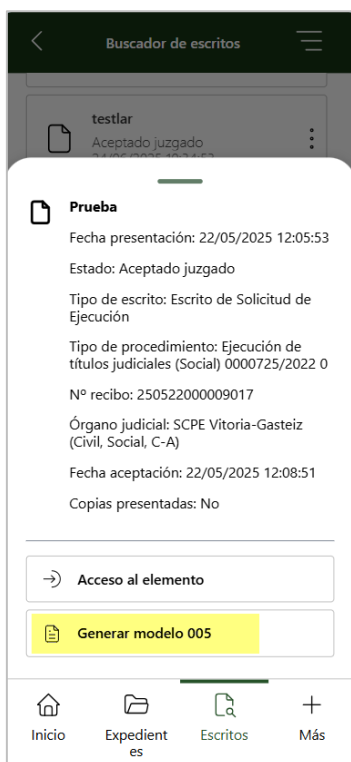 Buscador de escritos
testlar
Aceptado juzgado
Prueba
Fecha presentación: 22/05/2025 12:05:53
Estado: Aceptado juzgado
Tipo de escrito: Escrito de Solicitud de
Ejecución
Tipo de procedimiento: Ejecución de
títulos judiciales (Social) 0000725/2022 0
Nº recibo: 250522000009017
Órgano judicial: SCPE Vitoria-Gasteiz
(Civil, Social, C-A)
Fecha aceptación: 22/05/2025 12:08:51
Copias presentadas: No
Acceso al elemento
Generar modelo 005
Inicio
Expedient
es
Escritos
Más